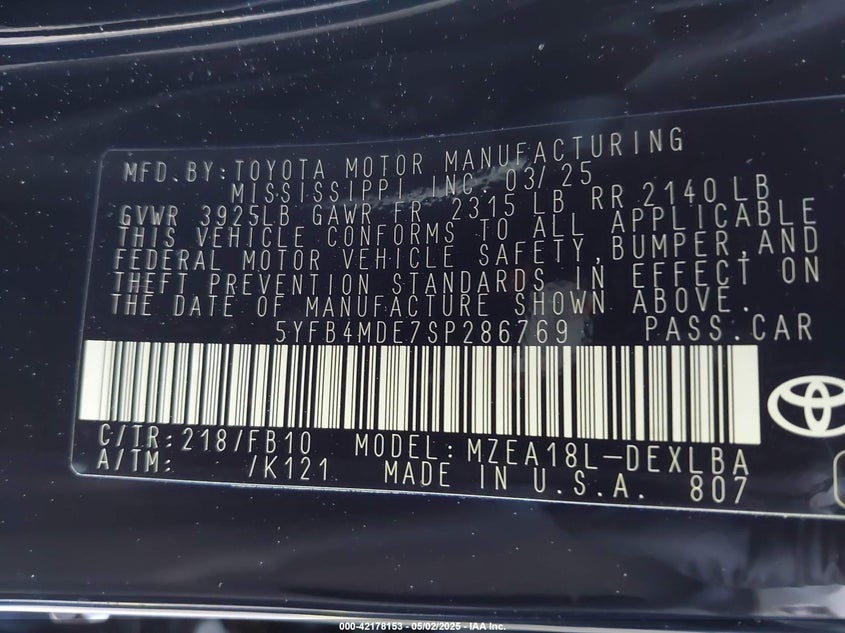 MFD.BY:TOYOTA MOTOR MANUFACTURING
MISSISSIPPI INC. 03/25
GVWR 3925LB GAWR FR 2315 LB RR 2140 LB
THIS VEHICLE CONFORMS TO ALL APPLICABLE
FEDERAL MOTOR VEHICLE SAFETY,BUMPER,AND
THEFT PREVENTION STANDARDS IN EFFECT ON
THE DATE OF MANUFACTURE SHOWN ABOVE.
5YFB4MDE7SP286769 PASS.CAR
C/TR:218/FB10 MODEL:MZEA18L-DEXLBA
A/TM: /K121 MADE IN U.S.A. 807
000-42178153 - 05/02/2025 - IAA Inc.